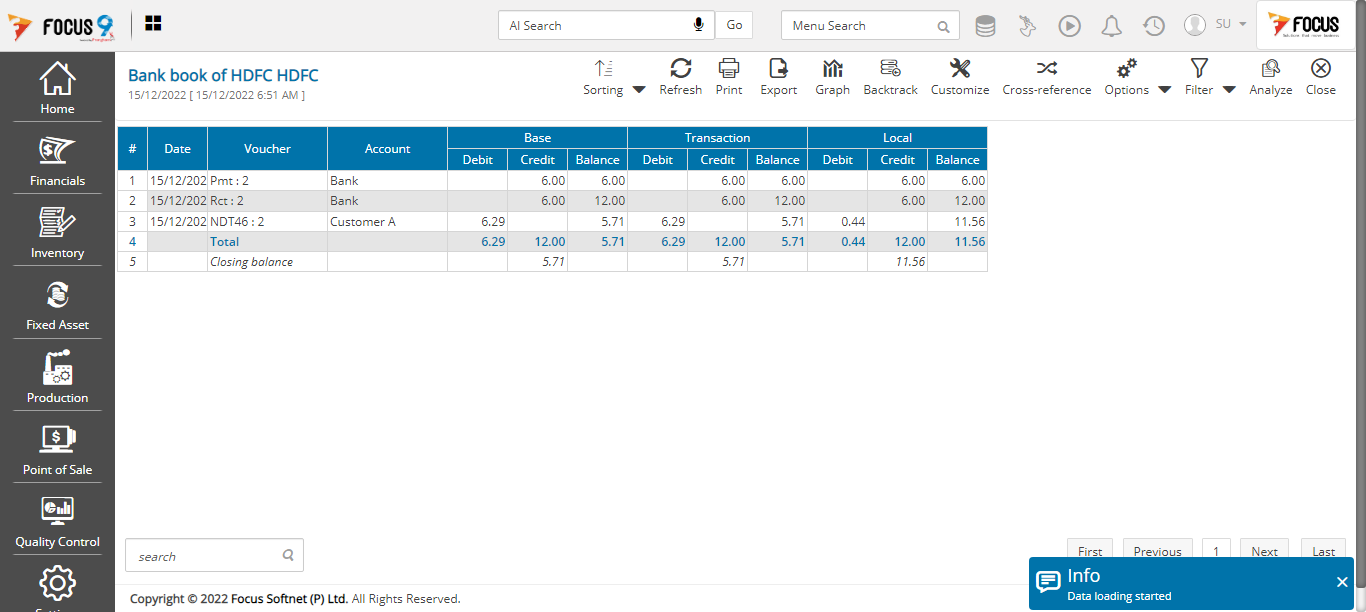 FOCUS 9
AI Search
Go
Menu Search
SU
FOCUS
Home
Financials
Inventory
Fixed Asset
Production
Point of Sale
Quality Control
Bank book of HDFC HDFC
15/12/2022 [ 15/12/2022 6:51 AM ]
Sorting Refresh Print Export Graph Backtrack Customize Cross-reference Options Filter Analyze Close
Base Transaction Local
# Date Voucher Account Debit Credit Balance Debit Credit Balance Debit Credit Balance
1 15/12/202 Pmt : 2 Bank 6.00 6.00 6.00 6.00 6.00 6.00
2 15/12/202 Rct : 2 Bank 6.00 12.00 6.00 12.00 6.00 12.00
3 15/12/202 NDT46 : 2 Customer A 6.29 5.71 6.29 5.71 0.44 11.56
4 Total 6.29 12.00 5.71 6.29 12.00 5.71 0.44 12.00 11.56
5 Closing balance 5.71 5.71 11.56
search
First Previous 1 Next Last
Info
Data loading started
Copyright © 2022 Focus Softnet (P) Ltd. All Rights Reserved.